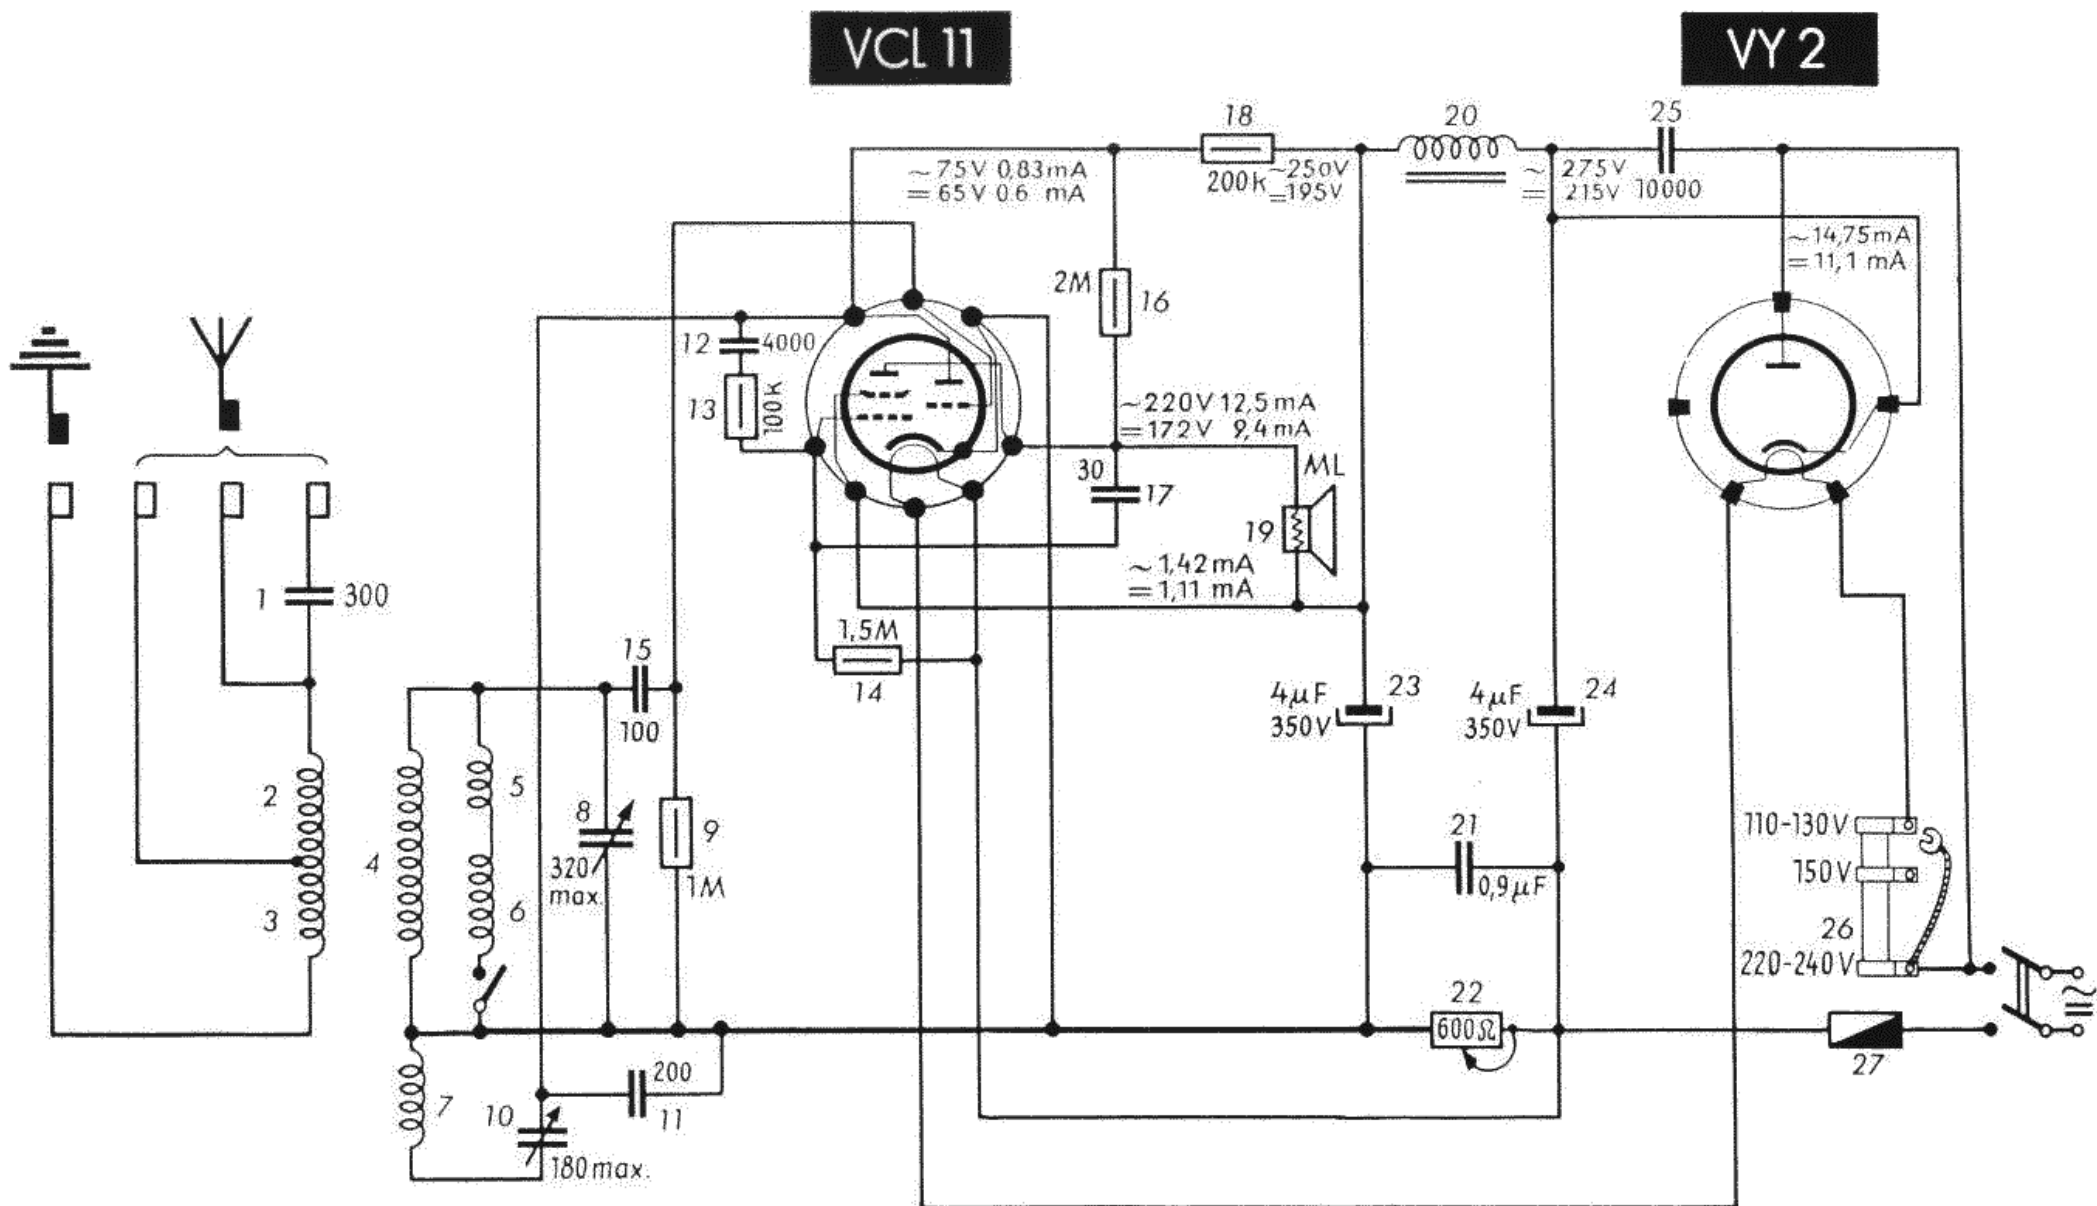 VCL 11
VY 2
18
20
25
~75V 0,83mA
=65V 0.6 mA
200k
~250V
=195V
~275V
=215V
10000
~14,75mA
=11,1 mA
2M
16
12
4000
13
100k
~220V 12,5mA
=172V 9,4mA
30
17
ML
19
~1,42mA
=1,11 mA
1
300
1,5M
14
15
100
4µF
350V
23
4µF
350V
24
2
3
4
5
6
8
320
max.
9
1M
21
0,9µF
110-130V
150V
26
220-240V
22
600Ω
27
7
10
180max.
200
11